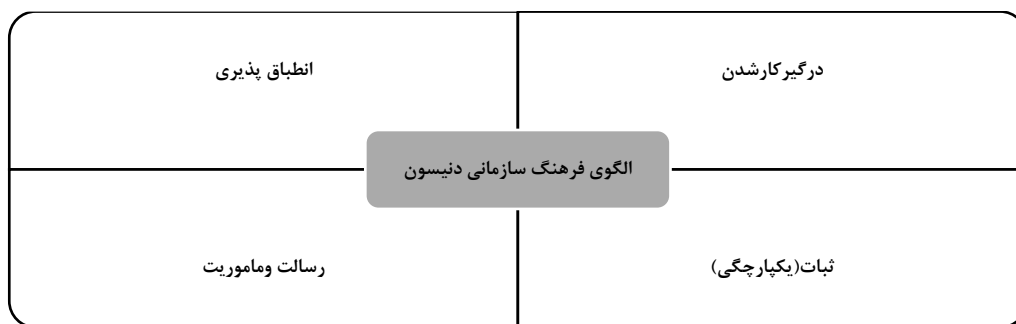 درگیرکارشدن
انطباق پذیری
الگوی فرهنگ سازمانی دنیسون
ثبات(یکپارچگی)
رسالت وماموریت